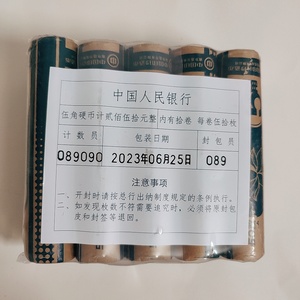 中国人民银行
伍角硬币计贰佰伍拾元整 内有拾卷 每卷伍拾枚
计数员 包装日期 封包员
089090 2023年06月25日 089
注意事项
一、开封时请按总行出纳制度规定的条例执行。
二、如发现枚数不符需要追究时，必须将原封包皮和封签等退回。